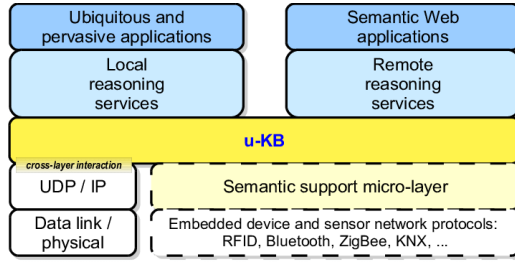 Ubiquitous and
pervasive applications
Semantic Web
applications
Local
reasoning
services
Remote
reasoning
services
u-KB
cross-layer interaction
UDP / IP
Semantic support micro-layer
Data link /
physical
Embedded device and sensor network protocols:
RFID, Bluetooth, ZigBee, KNX, ...